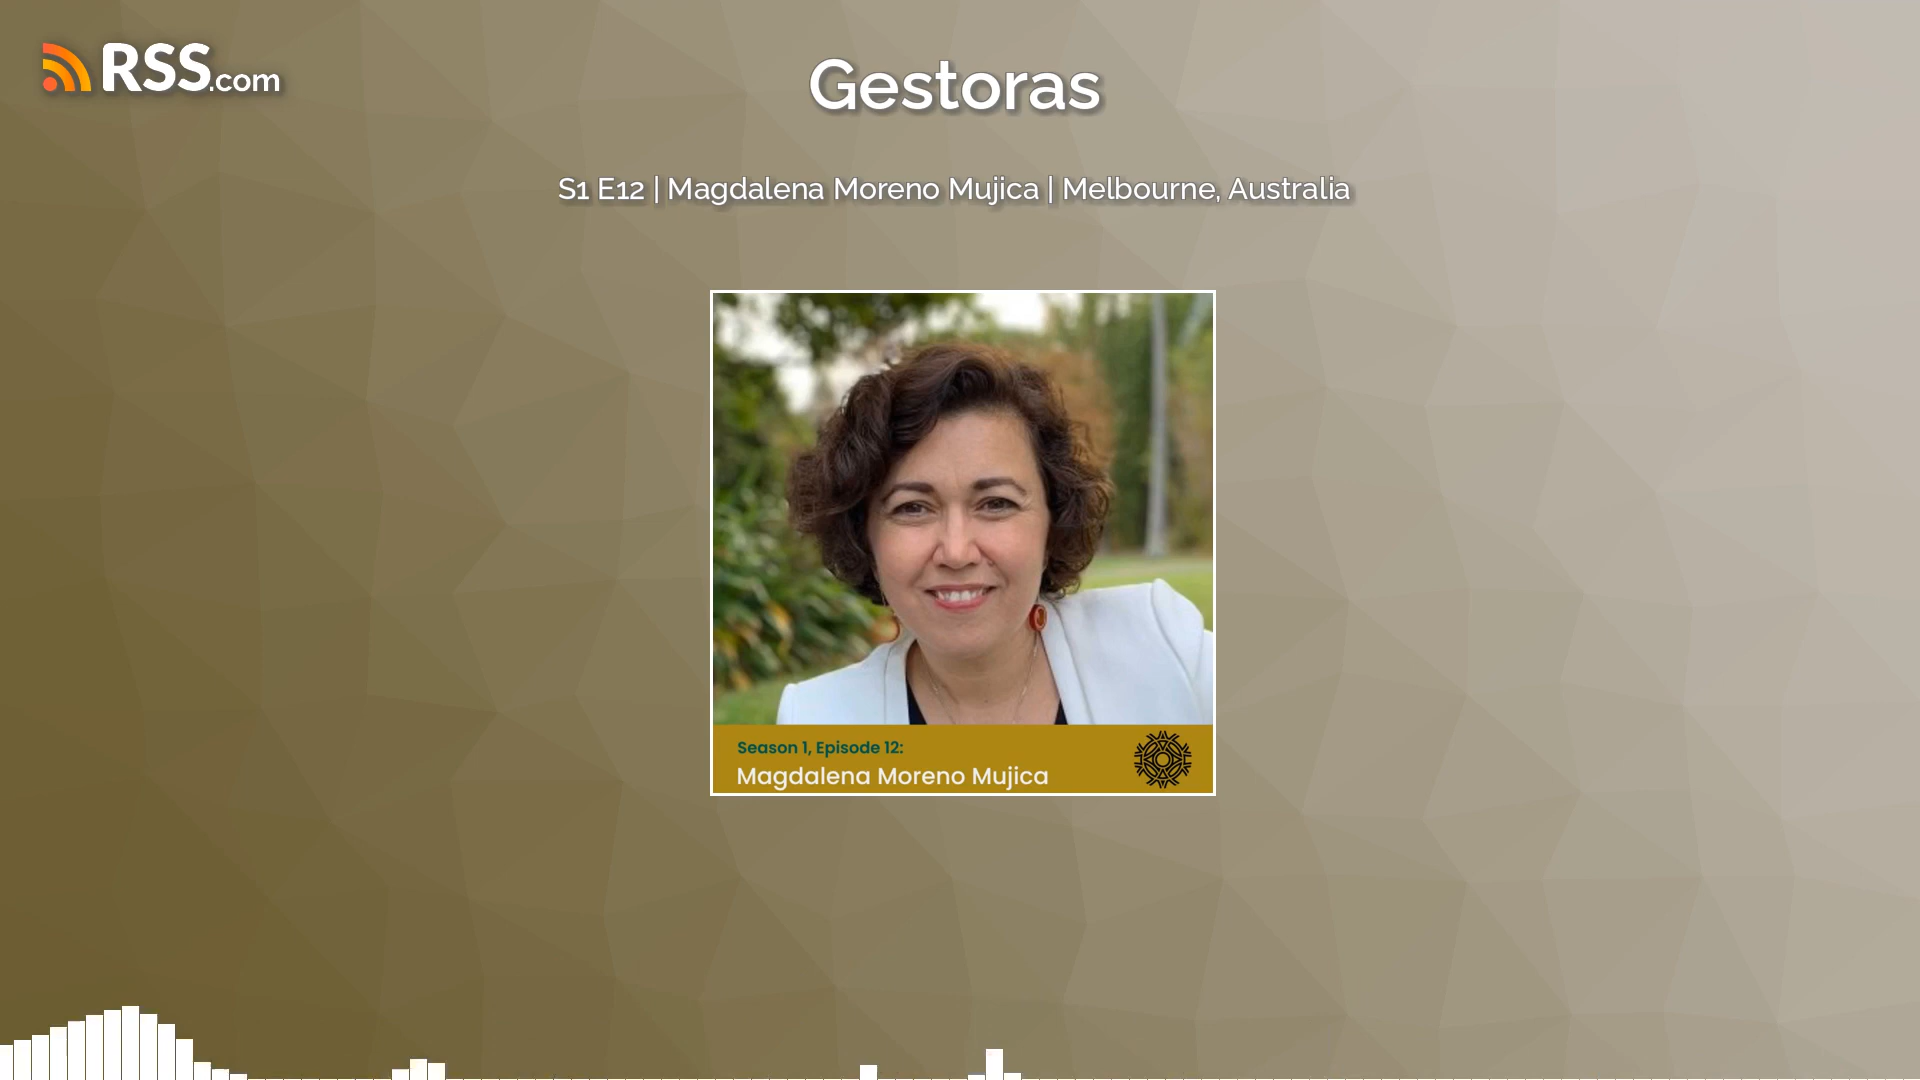 RSS.com
Gestoras
S1 E12 | Magdalena Moreno Mujica | Melbourne, Australia
Season 1, Episode 12:
Magdalena Moreno Mujica